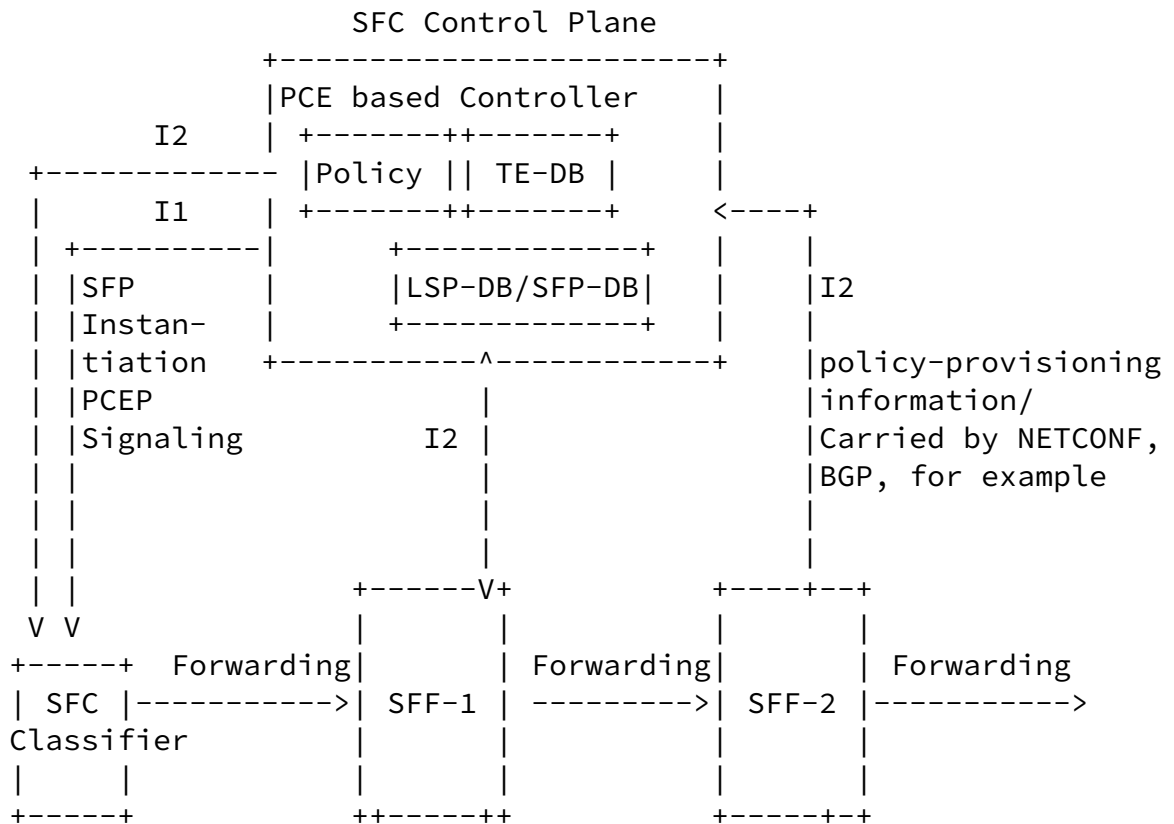 SFC Control Plane
PCE based Controller
I2
Policy TE-DB
I1
SFP LSP-DB/SFP-DB I2
Instan-
tiation policy-provisioning
PCEP information/
Signaling I2 Carried by NETCONF,
BGP, for example
Forwarding Forwarding Forwarding
SFC SFF-1 SFF-2
Classifier